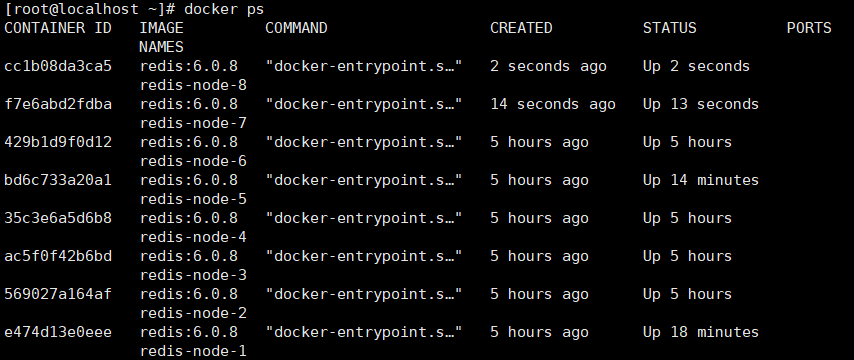 [root@localhost ~]# docker ps
CONTAINER ID   IMAGE         COMMAND                  CREATED          STATUS          PORTS
               NAMES
cc1b08da3ca5   redis:6.0.8   "docker-entrypoint.s…"   2 seconds ago    Up 2 seconds
               redis-node-8
f7e6abd2fdba   redis:6.0.8   "docker-entrypoint.s…"   14 seconds ago   Up 13 seconds
               redis-node-7
429b1d9f0d12   redis:6.0.8   "docker-entrypoint.s…"   5 hours ago      Up 5 hours
               redis-node-6
bd6c733a20a1   redis:6.0.8   "docker-entrypoint.s…"   5 hours ago      Up 14 minutes
               redis-node-5
35c3e6a5d6b8   redis:6.0.8   "docker-entrypoint.s…"   5 hours ago      Up 5 hours
               redis-node-4
ac5f0f42b6bd   redis:6.0.8   "docker-entrypoint.s…"   5 hours ago      Up 5 hours
               redis-node-3
569027a164af   redis:6.0.8   "docker-entrypoint.s…"   5 hours ago      Up 5 hours
               redis-node-2
e474d13e0eee   redis:6.0.8   "docker-entrypoint.s…"   5 hours ago      Up 18 minutes
               redis-node-1